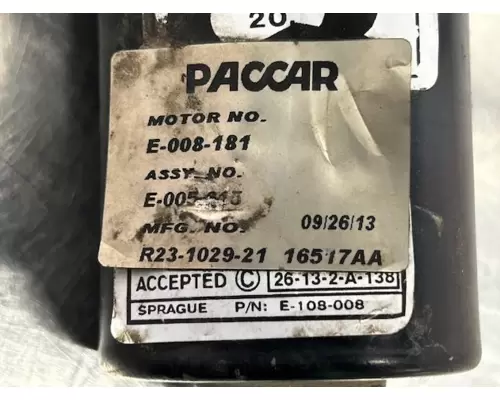 20.
PACCAR
MOTOR NO.
E-008-181
ASSY. NO.
MFG. NO. 09/26/13
R23-1029-21 16517AA
ACCEPTED C 26-13-2-A-138
SPRAGUE P/N: E-108-008